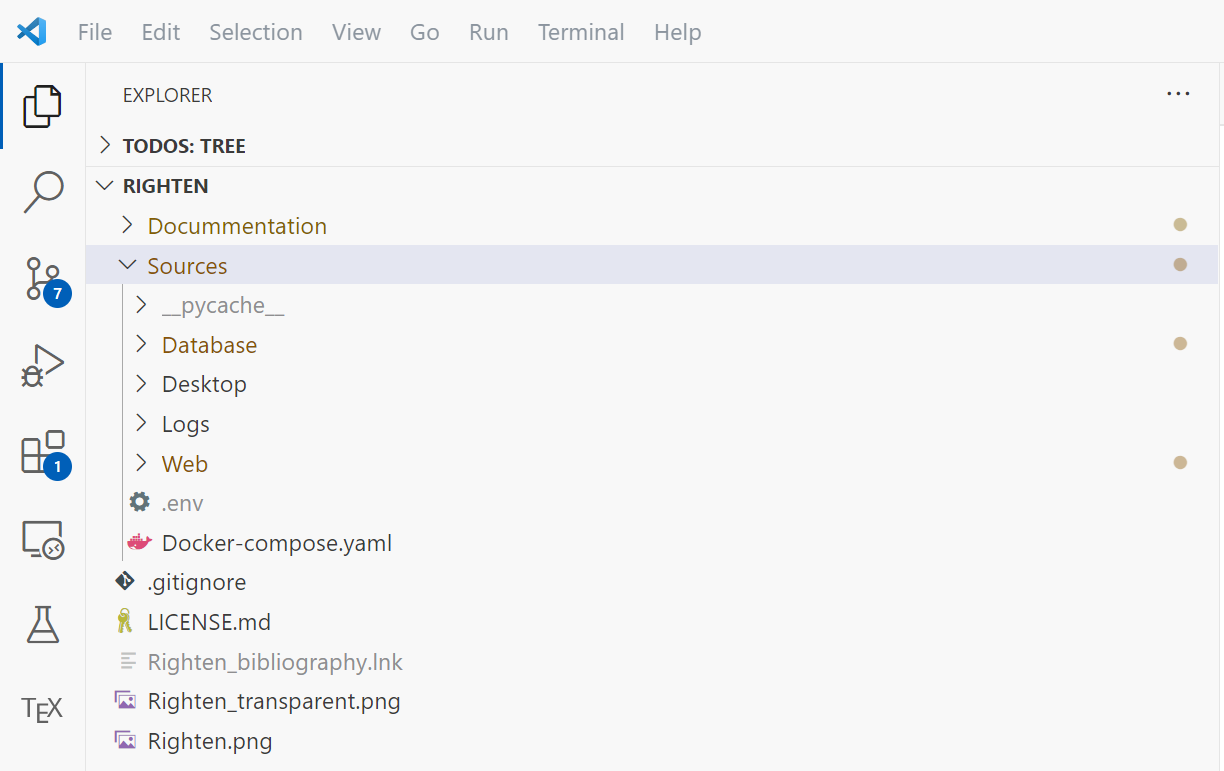 File Edit Selection View Go Run Terminal Help
EXPLORER
TODOS: TREE
RIGHTEN
Docummentation
Sources
__pycache__
7
Database
Desktop
Logs
1
Web
.env
Docker-compose.yaml
.gitignore
LICENSE.md
Righten_bibliography.lnk
Righten_transparent.png
TEX
Righten.png